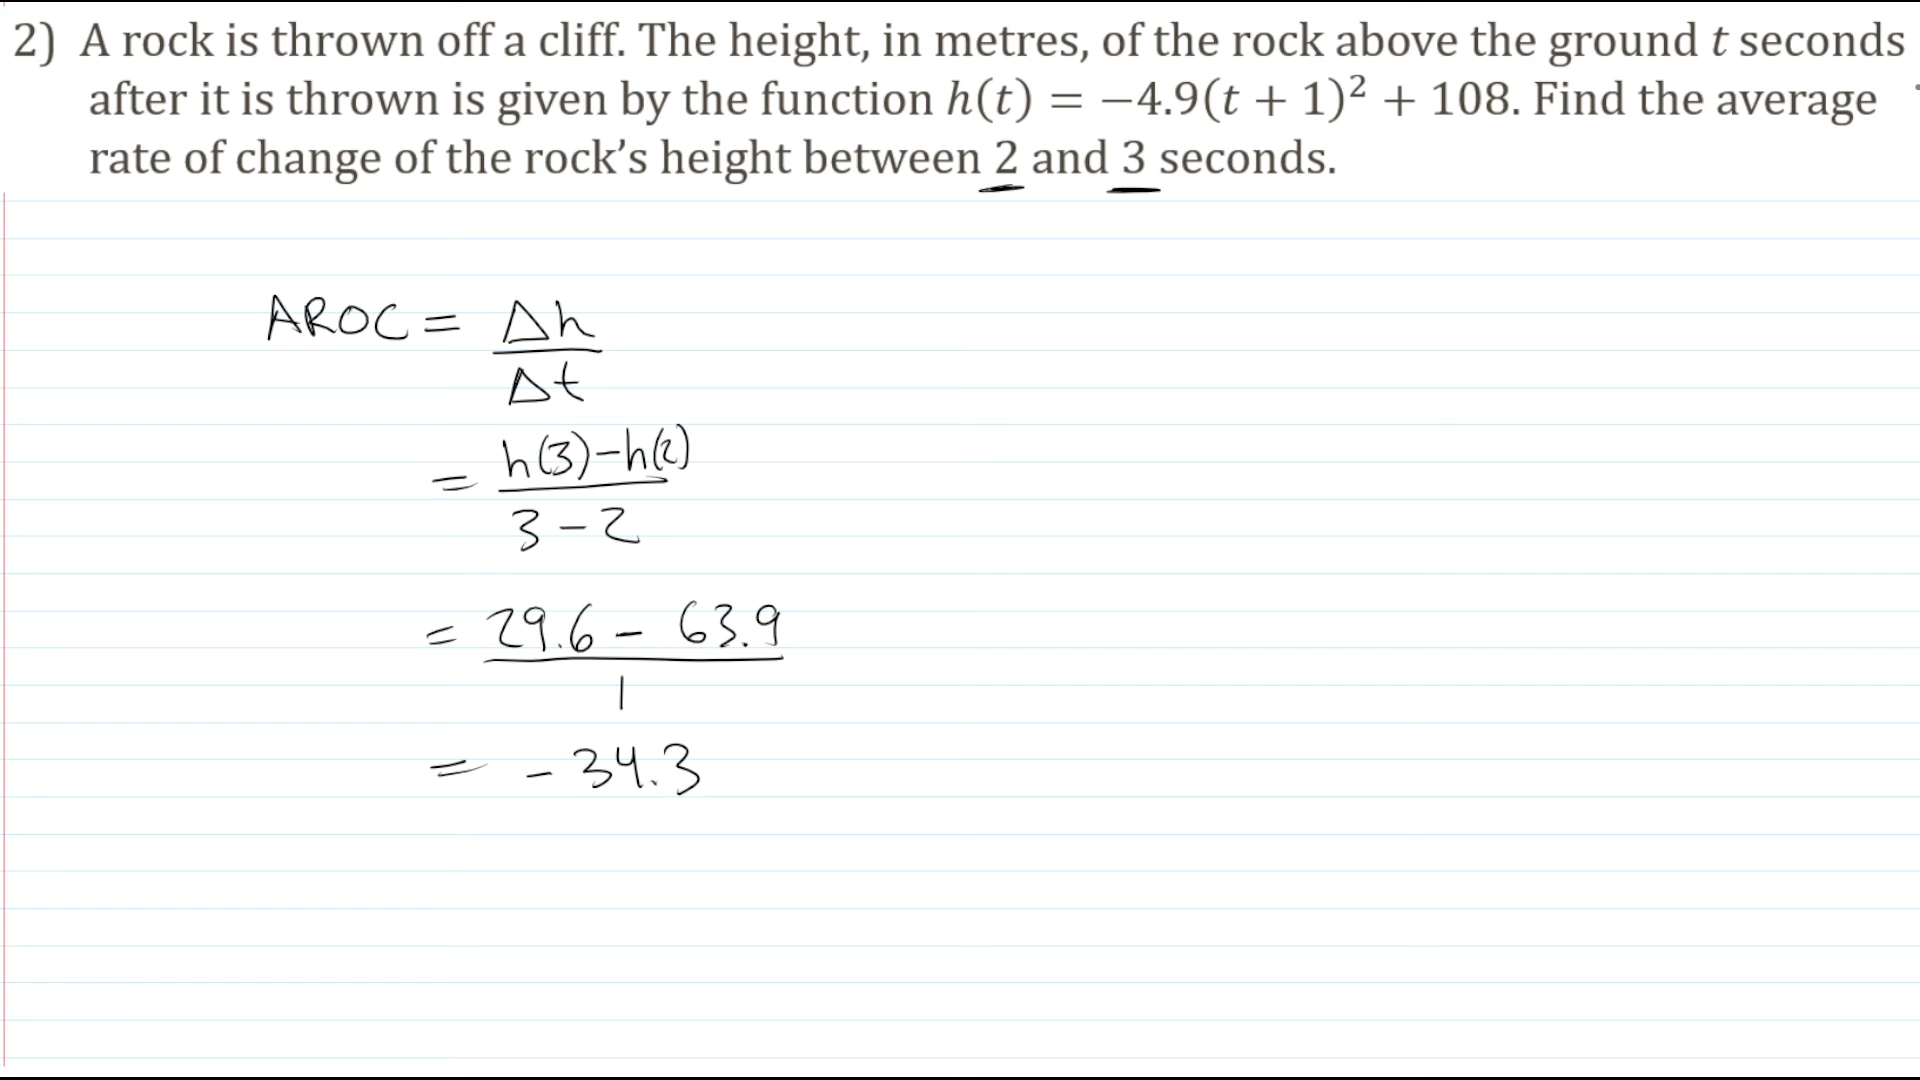 2) A rock is thrown off a cliff. The height, in metres, of the rock above the ground t seconds
after it is thrown is given by the function h(t) = −4.9(t + 1)² + 108. Find the average
rate of change of the rock’s height between 2 and 3 seconds.
AROC = Δh
Δt
= h(3)-h(2)
3 - 2
= 29.6 - 63.9
1
= - 34.3